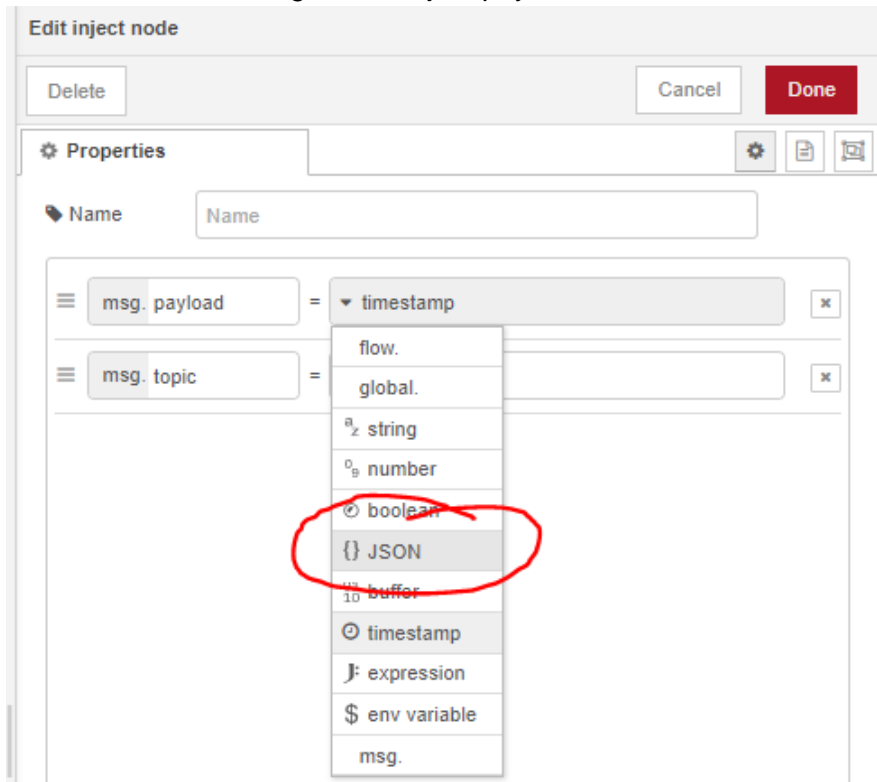 Edit inject node
Delete Cancel Done
Properties
Name Name
msg. payload = timestamp
flow.
msg. topic =
global.
string
number
boolean
{} JSON
buffer
timestamp
J: expression
$ env variable
msg.